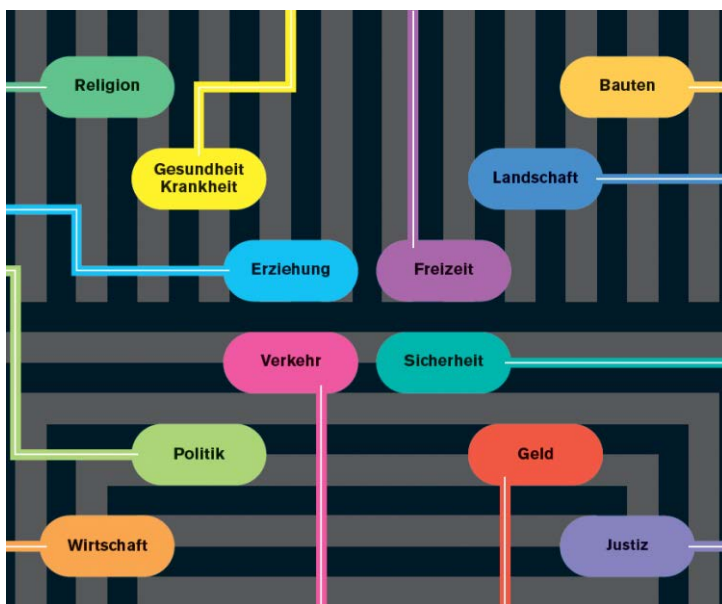 Religion
Bauten
Gesundheit
Krankheit
Landschaft
Erziehung
Freizeit
Verkehr
Sicherheit
Politik
Geld
Wirtschaft
Justiz